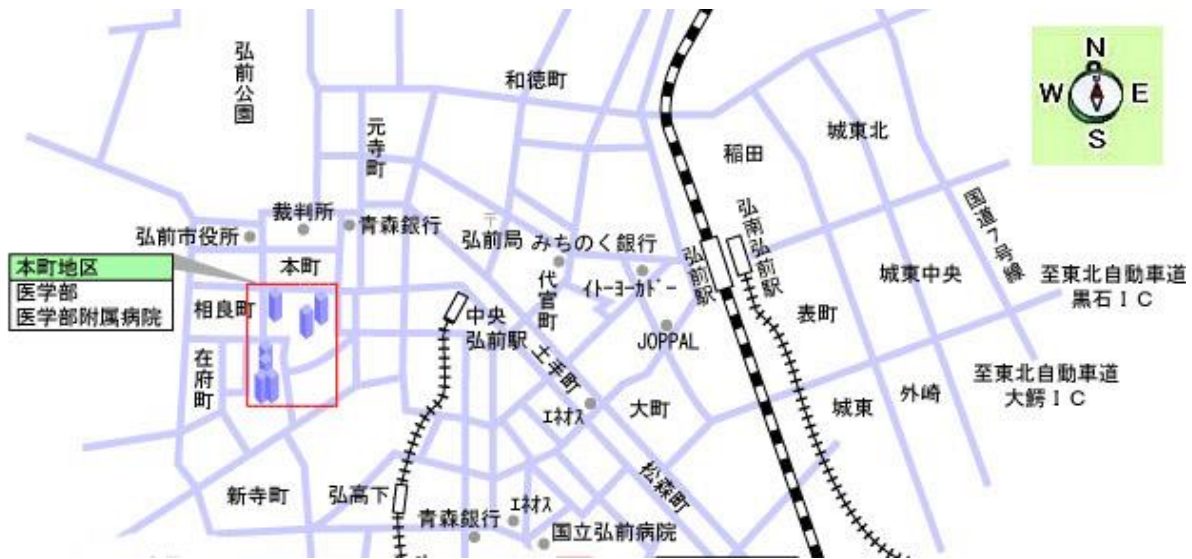 N
W E
S
弘前公園
和徳町
元寺町
城東北
稲田
国道7号線
裁判所
青森銀行
弘前市役所
〒
弘前局
みちのく銀行
弘前駅
弘南弘前駅
本町地区
医学部
医学部附属病院
本町
相良町
代官町
イトーヨーカドー
城東中央
至東北自動車道
黒石IC
中央
弘前駅
JOPPAL
表町
在府町
土手町
エネオス
大町
城東
外崎
至東北自動車道
大鰐IC
新寺町
弘高下
松森町
エネオス
青森銀行
国立弘前病院